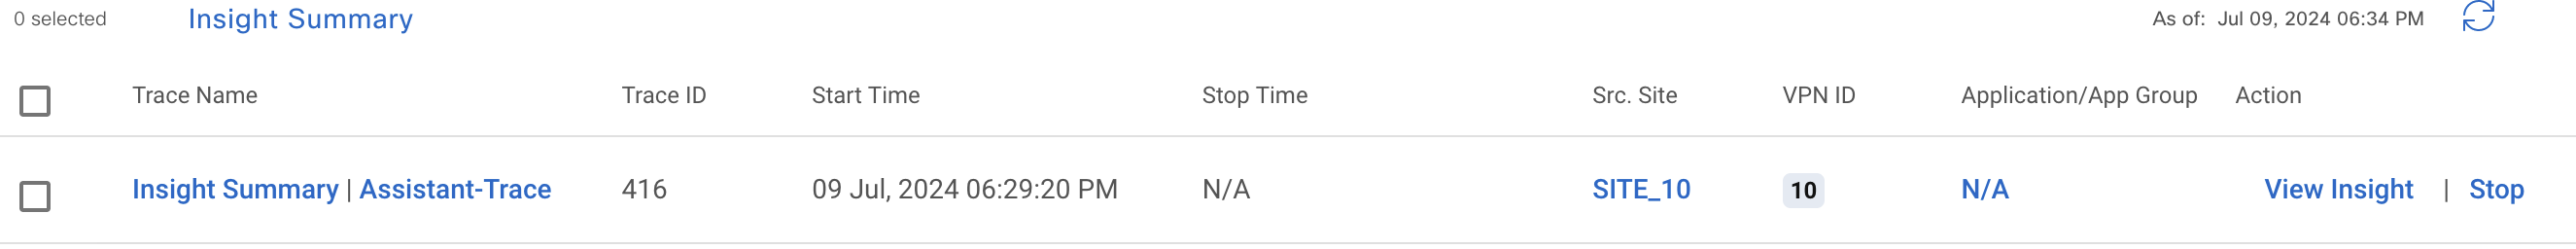 0 selected Insight Summary As of: Jul 09, 2024 06:34 PM
Trace Name Trace ID Start Time Stop Time Src. Site VPN ID Application/App Group Action
Insight Summary | Assistant-Trace 416 09 Jul, 2024 06:29:20 PM N/A SITE_10 10 N/A View Insight | Stop